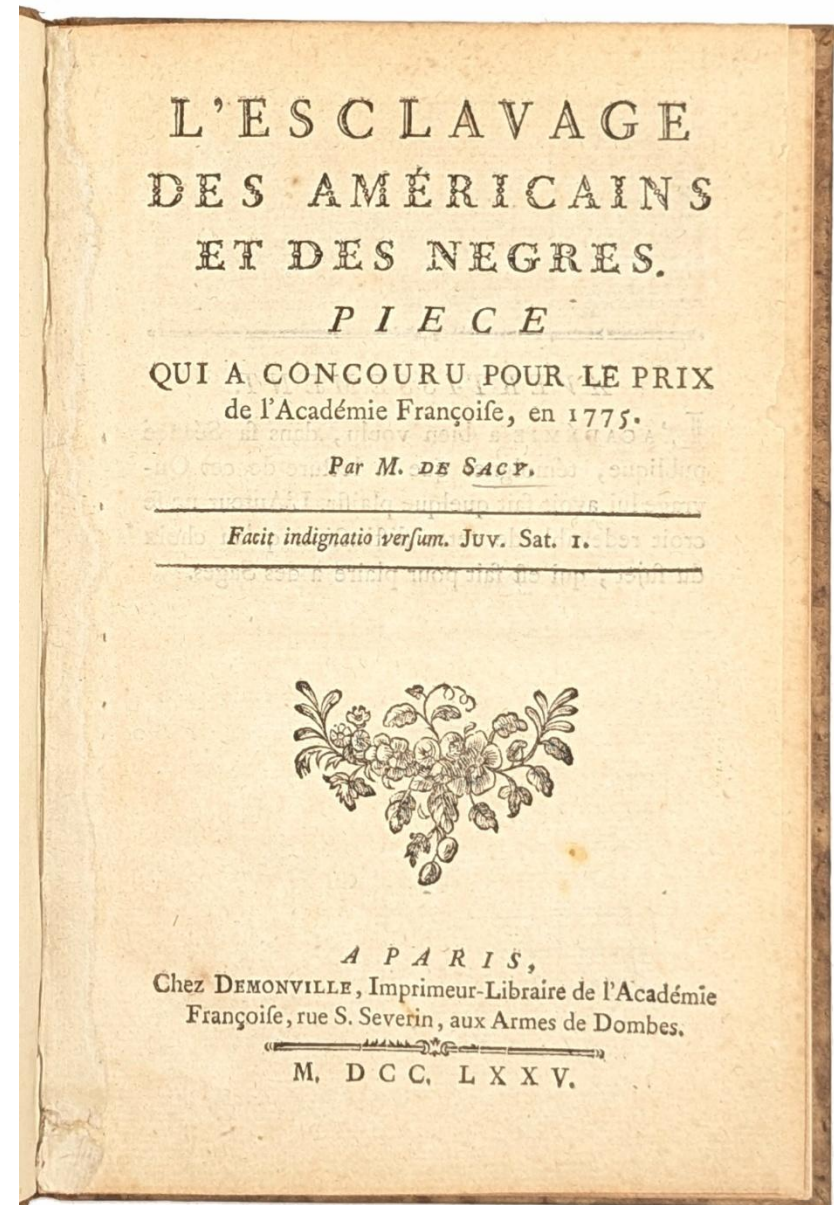 L'ESCLAVAGE
DES AMÉRICAINS
ET DES NEGRES.
PIECE
QUI A CONCOURU POUR LE PRIX
de l'Académie Françoiſe, en 1775.
Par M. DE SACY.
Facit indignatio verſum. Juv. Sat. 1.
A PARIS,
Chez DEMONVILLE, Imprimeur-Libraire de l'Académie
Françoiſe, rue S. Severin, aux Armes de Dombes.
M. DCC. LXXV.